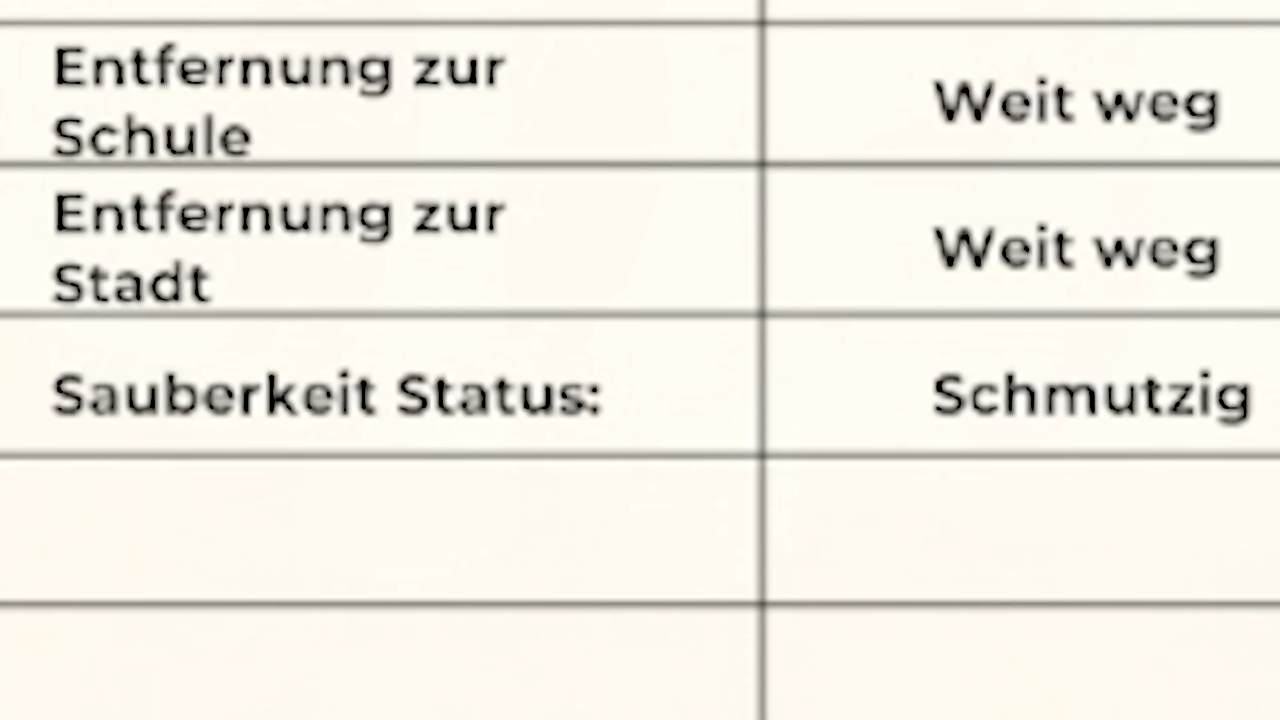 Entfernung zur
Schule
Weit weg
Entfernung zur
Stadt
Weit weg
Sauberkeit Status:
Schmutzig